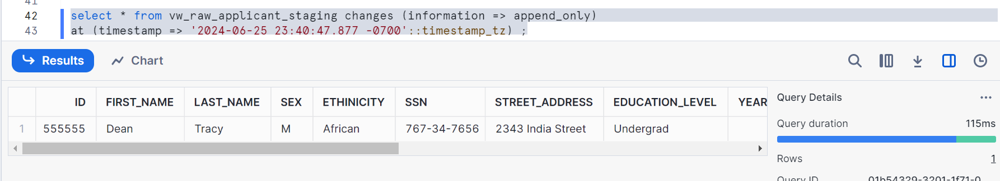 41
42 select * from vw_raw_applicant_staging changes (information => append_only)
43 at (timestamp => '2024-06-25 23:40:47.877 -0700'::timestamp_tz) ;
Results Chart
ID FIRST_NAME LAST_NAME SEX ETHINICITY SSN STREET_ADDRESS EDUCATION_LEVEL YEAR
1 555555 Dean Tracy M African 767-34-7656 2343 India Street Undergrad
Query Details ...
Query duration 115ms
Rows 1
Query ID 01b54329-3201-1f71-0